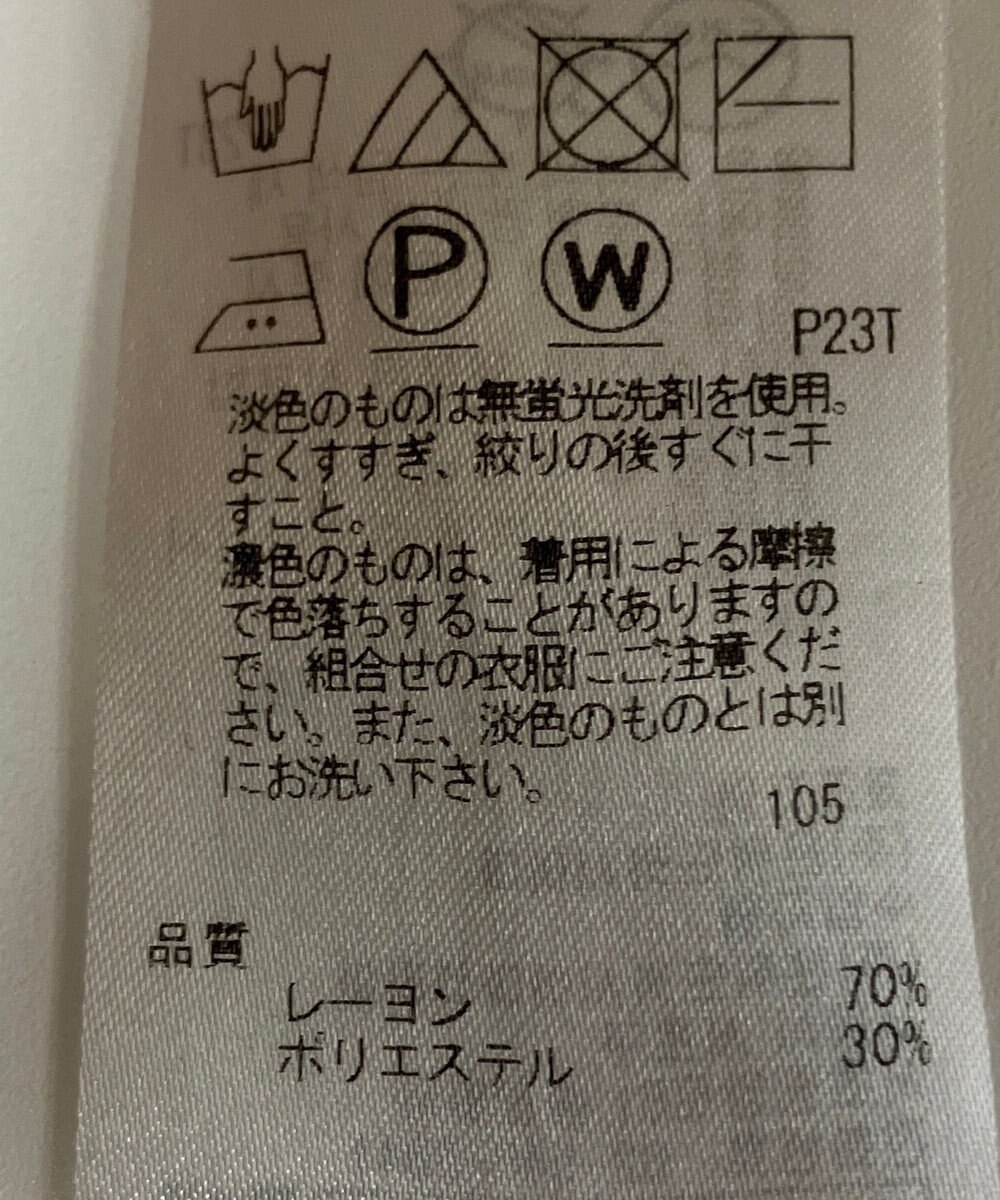 P
W
P23T
淡色のものは無蛍光洗剤を使用。
よくすすぎ、絞りの後すぐに干
すこと。
濃色のものは、着用による摩擦
で色落ちすることがありますの
で、組合せの衣服にご注意くだ
さい。また、淡色のものとは別
にお洗い下さい。
105
品質
レーヨン 70%
ポリエステル 30%